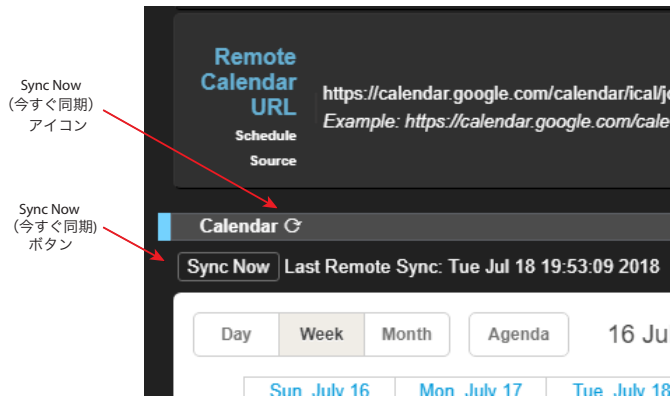 Sync Now
（今すぐ同期）
アイコン
Sync Now
（今すぐ同期)
ボタン
Remote
Calendar
URL
Schedule
Source
https://calendar.google.com/calendar/ical/j
Example: https://calendar.google.com/cale
Calendar
Sync Now Last Remote Sync: Tue Jul 18 19:53:09 2018
Day Week Month Agenda 16 Ju
Sun, July 16 Mon, July 17 Tue, July 18